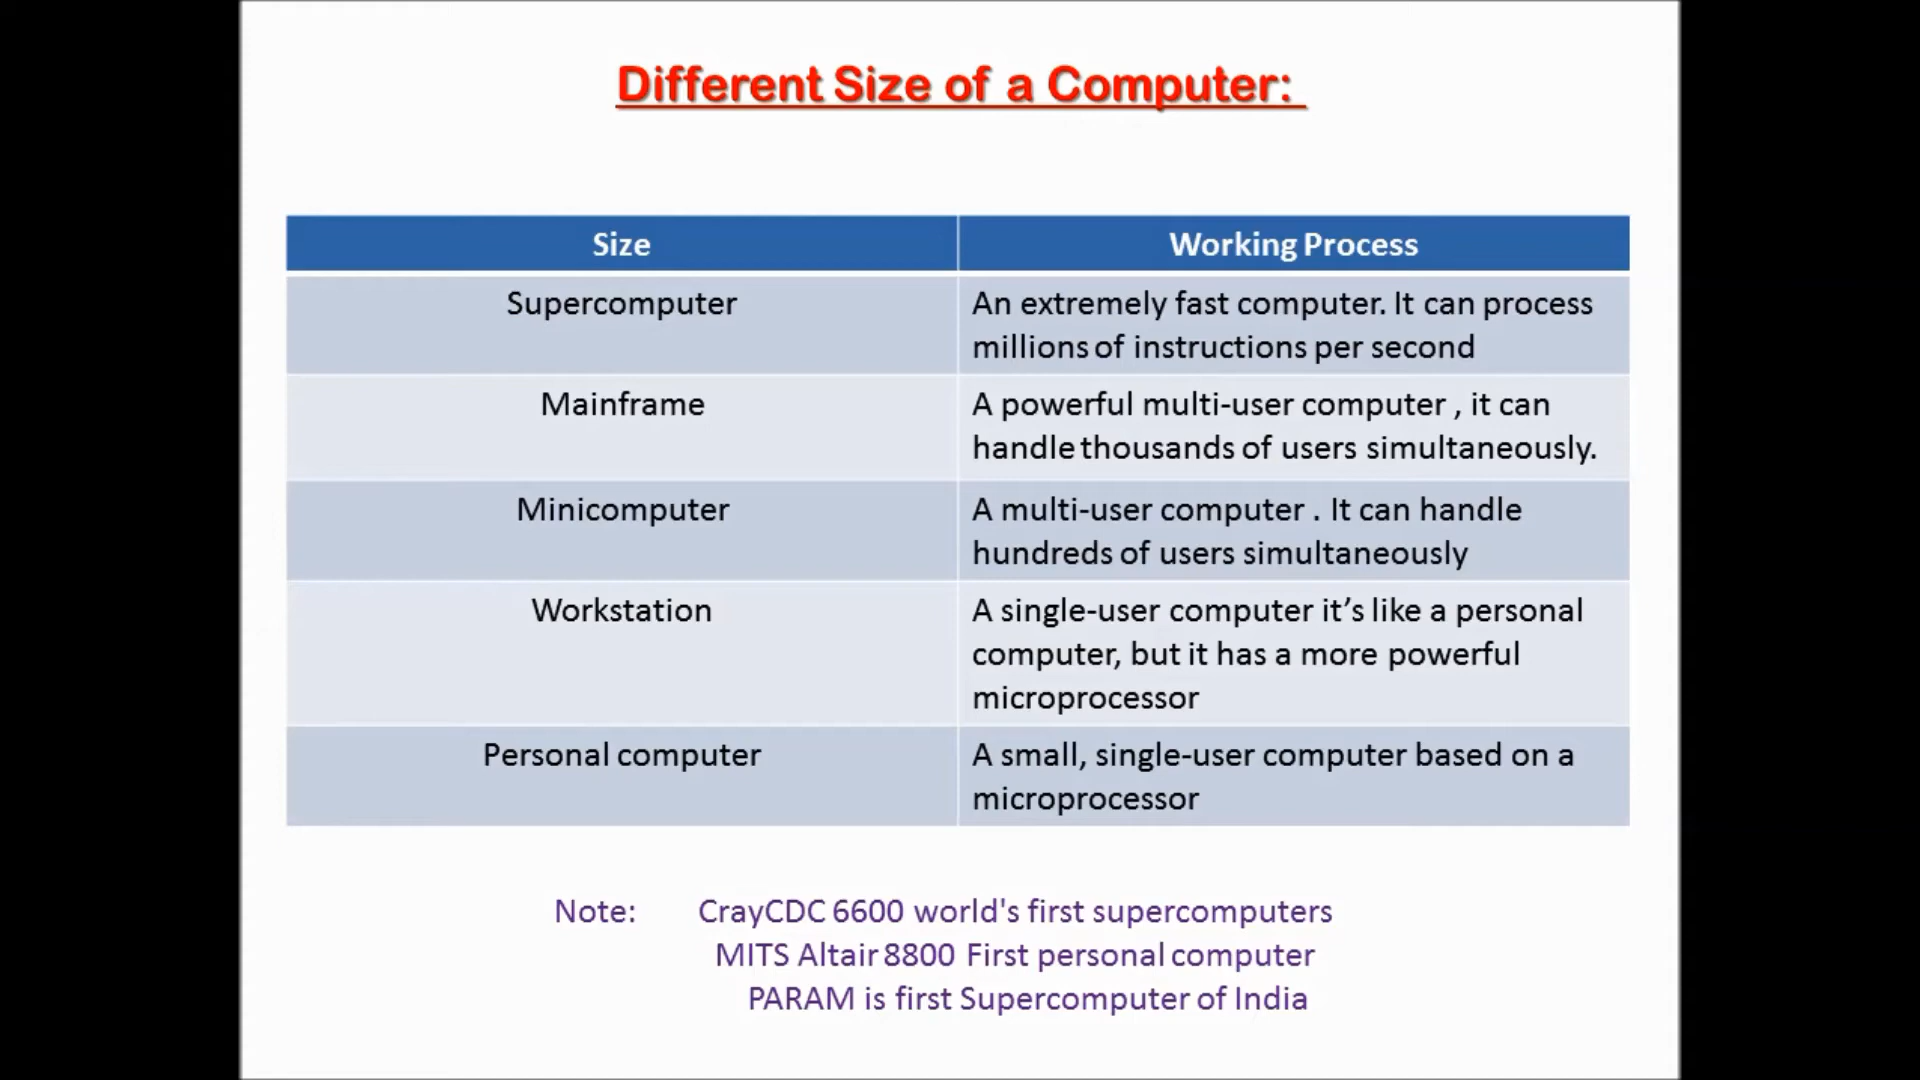 Different Size of a Computer:
Size
Working Process
Supercomputer
An extremely fast computer. It can process
millions of instructions per second
Mainframe
A powerful multi-user computer , it can
handle thousands of users simultaneously.
Minicomputer
A multi-user computer . It can handle
hundreds of users simultaneously
Workstation
A single-user computer it’s like a personal
computer, but it has a more powerful
microprocessor
Personal computer
A small, single-user computer based on a
microprocessor
Note: CrayCDC 6600 world's first supercomputers
MITS Altair 8800 First personal computer
PARAM is first Supercomputer of India